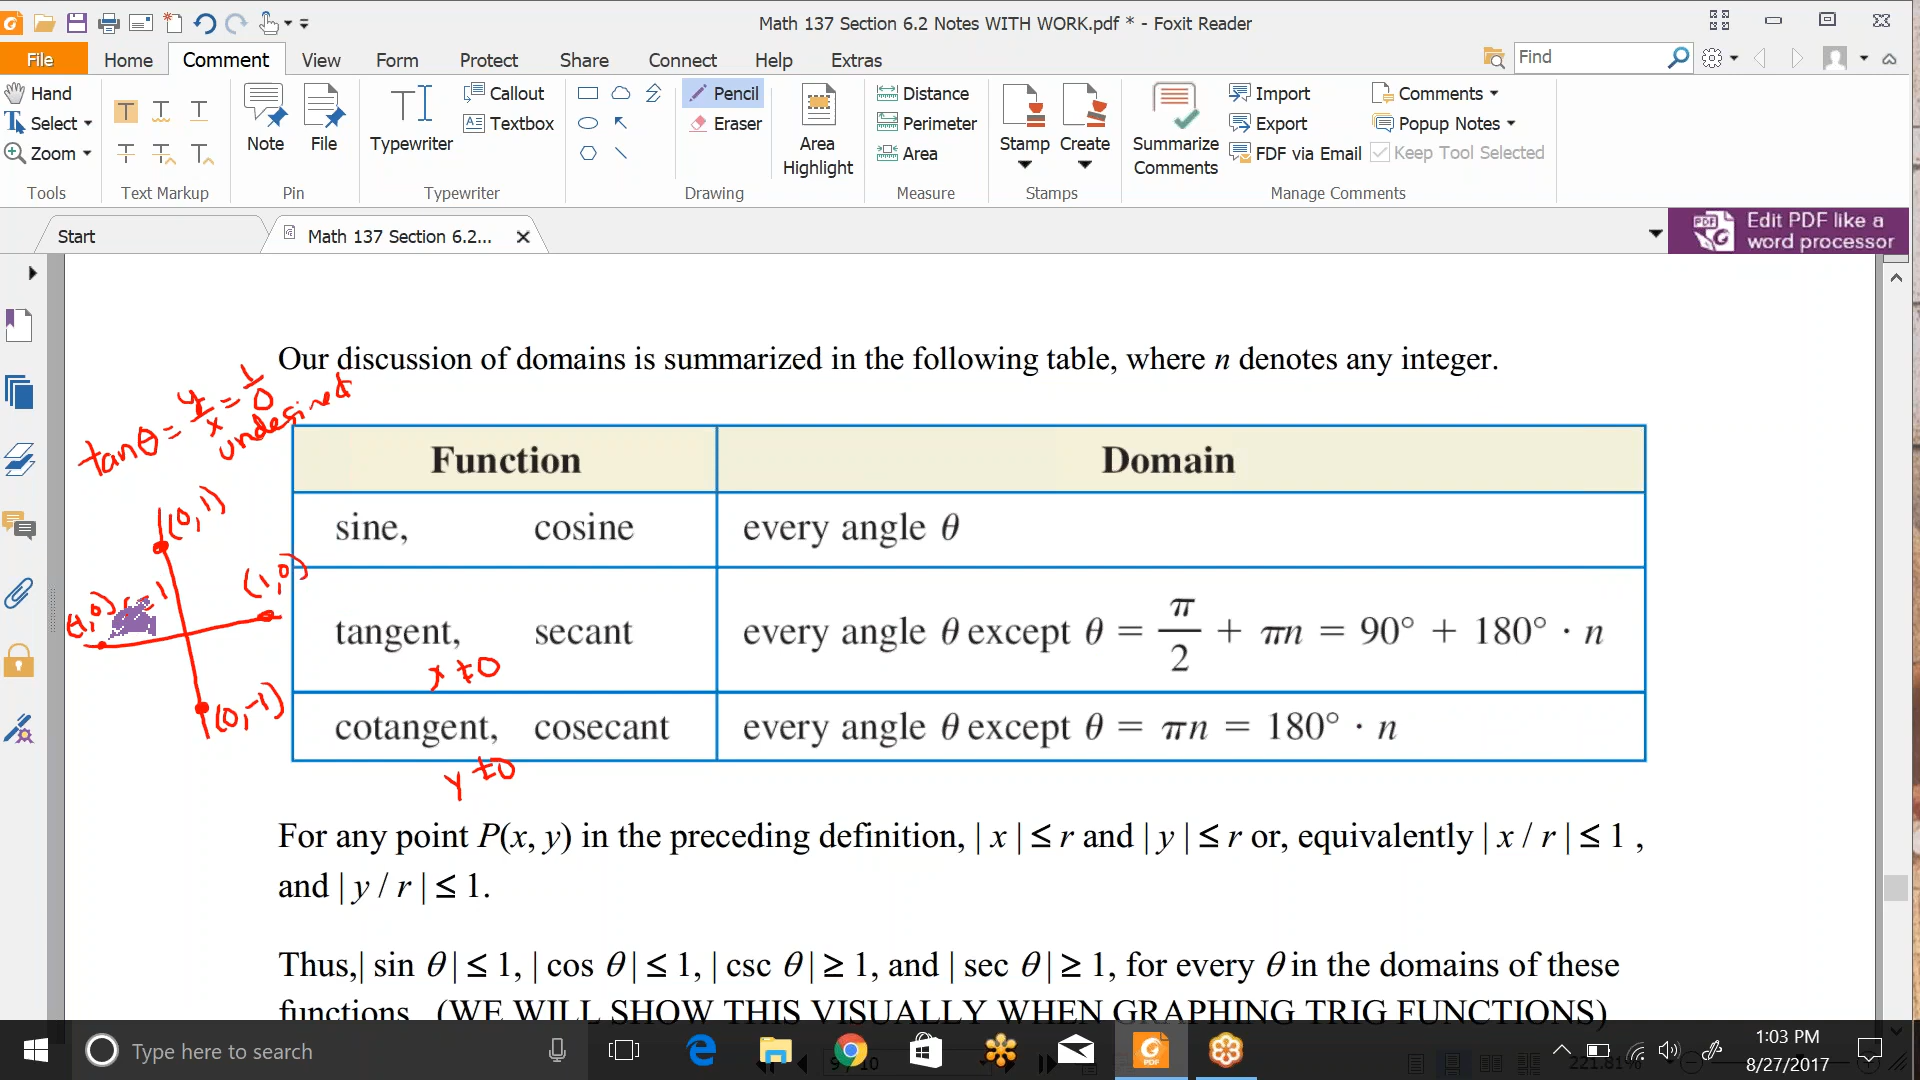 Math 137 Section 6.2 Notes WITH WORK.pdf * - Foxit Reader
File Home Comment View Form Protect Share Connect Help Extras
Find
Hand
Select
Zoom
Tools
Text Markup
Note
File
Pin
Typewriter
Callout
Textbox
Typewriter
Pencil
Eraser
Area
Highlight
Drawing
Distance
Perimeter
Area
Measure
Stamp
Create
Stamps
Summarize
Comments
Import
Export
FDF via Email
Comments
Popup Notes
Keep Tool Selected
Manage Comments
Start
Math 137 Section 6.2...
Edit PDF like a
word processor
Our discussion of domains is summarized in the following table, where n denotes any integer.
tanθ = y/x = 1/0
undefined
Function Domain
sine, cosine every angle θ
tangent, secant every angle θ except θ = π/2 + πn = 90° + 180° · n
x ≠ 0
cotangent, cosecant every angle θ except θ = πn = 180° · n
y ≠ 0
(0,1)
(1,0)
(0,-1)
For any point P(x, y) in the preceding definition, | x | ≤ r and | y | ≤ r or, equivalently | x / r | ≤ 1 ,
and | y / r | ≤ 1.
Thus,| sin θ | ≤ 1, | cos θ | ≤ 1, | csc θ | ≥ 1, and | sec θ | ≥ 1, for every θ in the domains of these
functions. (WE WILL SHOW THIS VISUALLY WHEN GRAPHING TRIG FUNCTIONS)
Type here to search
9 / 10
221.81%
1:03 PM
8/27/2017